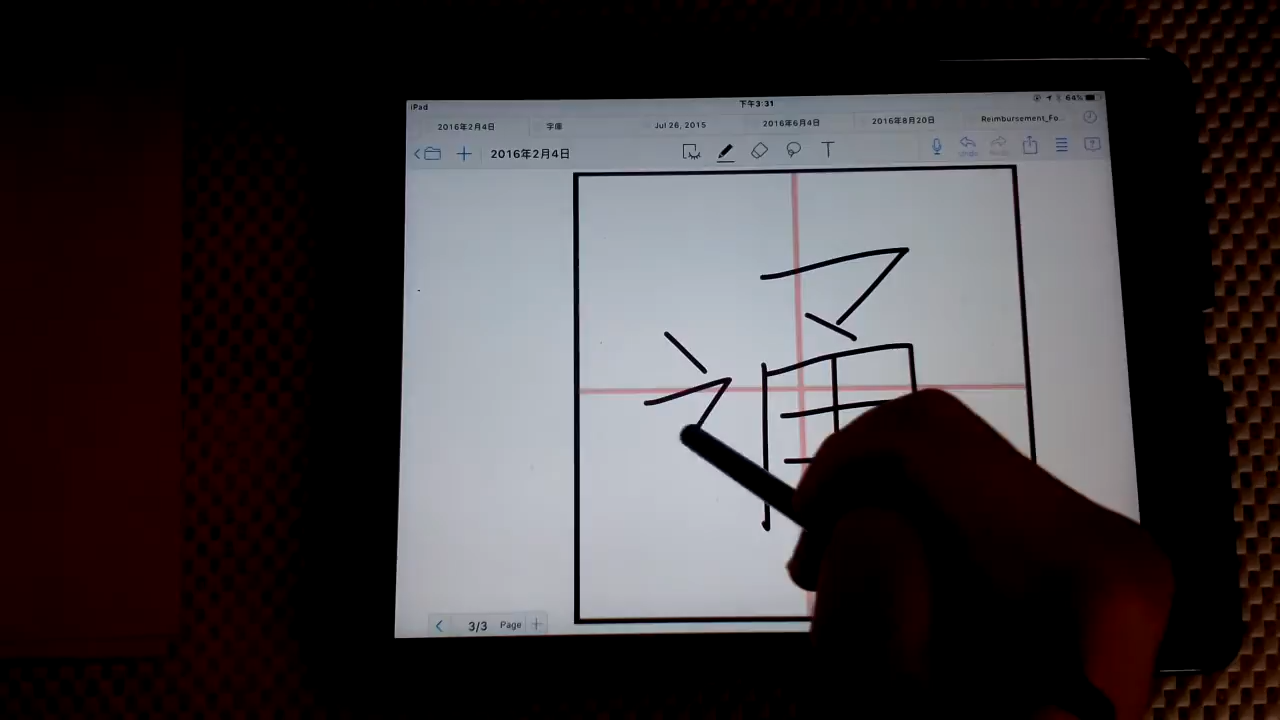 iPad 下午3:31 64%
2016年2月4日 字庫 Jul 26, 2015 2016年6月4日 2016年8月20日 Reimbursement_Fo...
2016年2月4日 T
3/3 Page